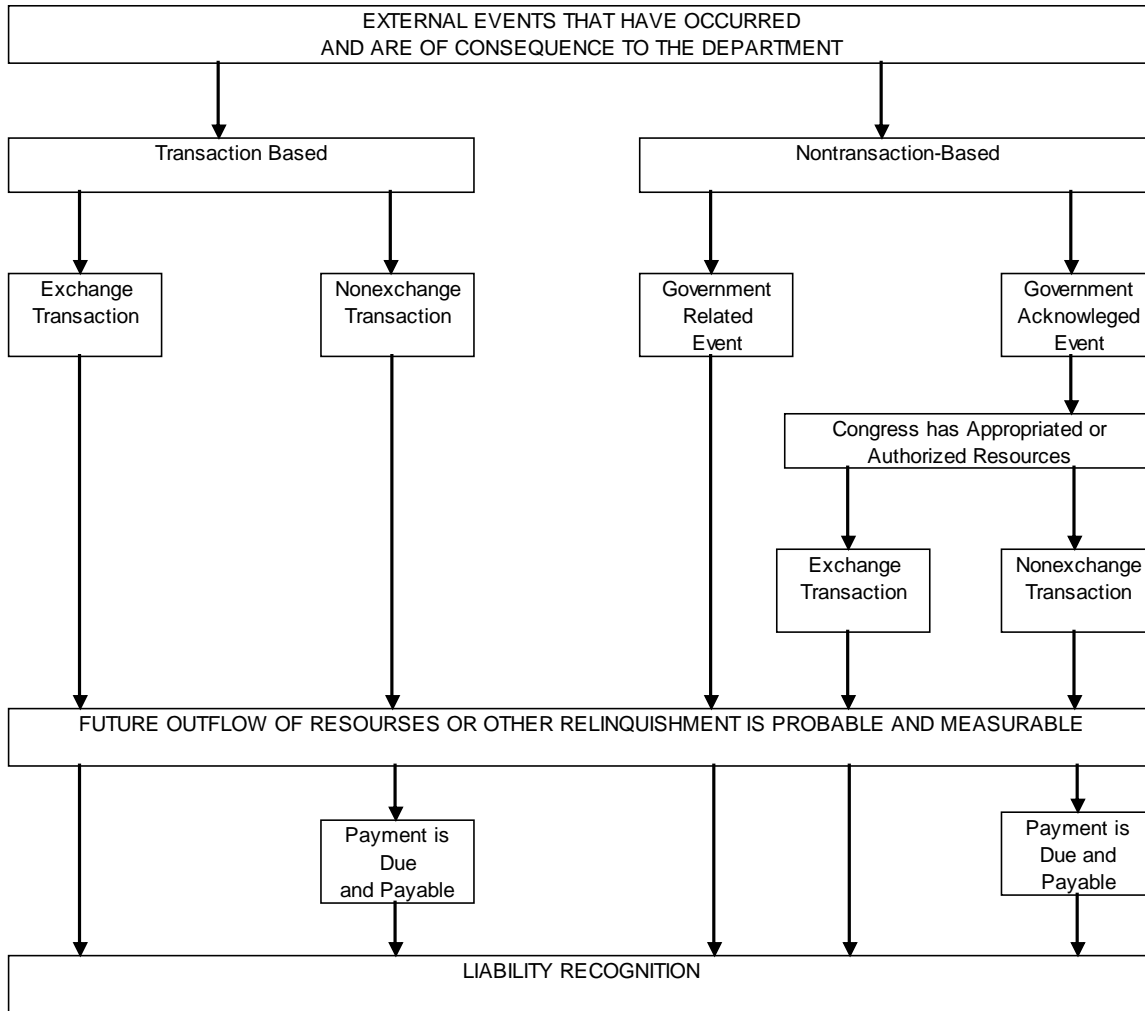 EXTERNAL EVENTS THAT HAVE OCCURRED
AND ARE OF CONSEQUENCE TO THE DEPARTMENT
Transaction Based
Nontransaction-Based
Exchange
Transaction
Nonexchange
Transaction
Government
Related
Event
Government
Acknowleged
Event
Congress has Appropriated or
Authorized Resources
Exchange
Transaction
Nonexchange
Transaction
FUTURE OUTFLOW OF RESOURSES OR OTHER RELINQUISHMENT IS PROBABLE AND MEASURABLE
Payment is
Due
and Payable
Payment is
Due and
Payable
LIABILITY RECOGNITION